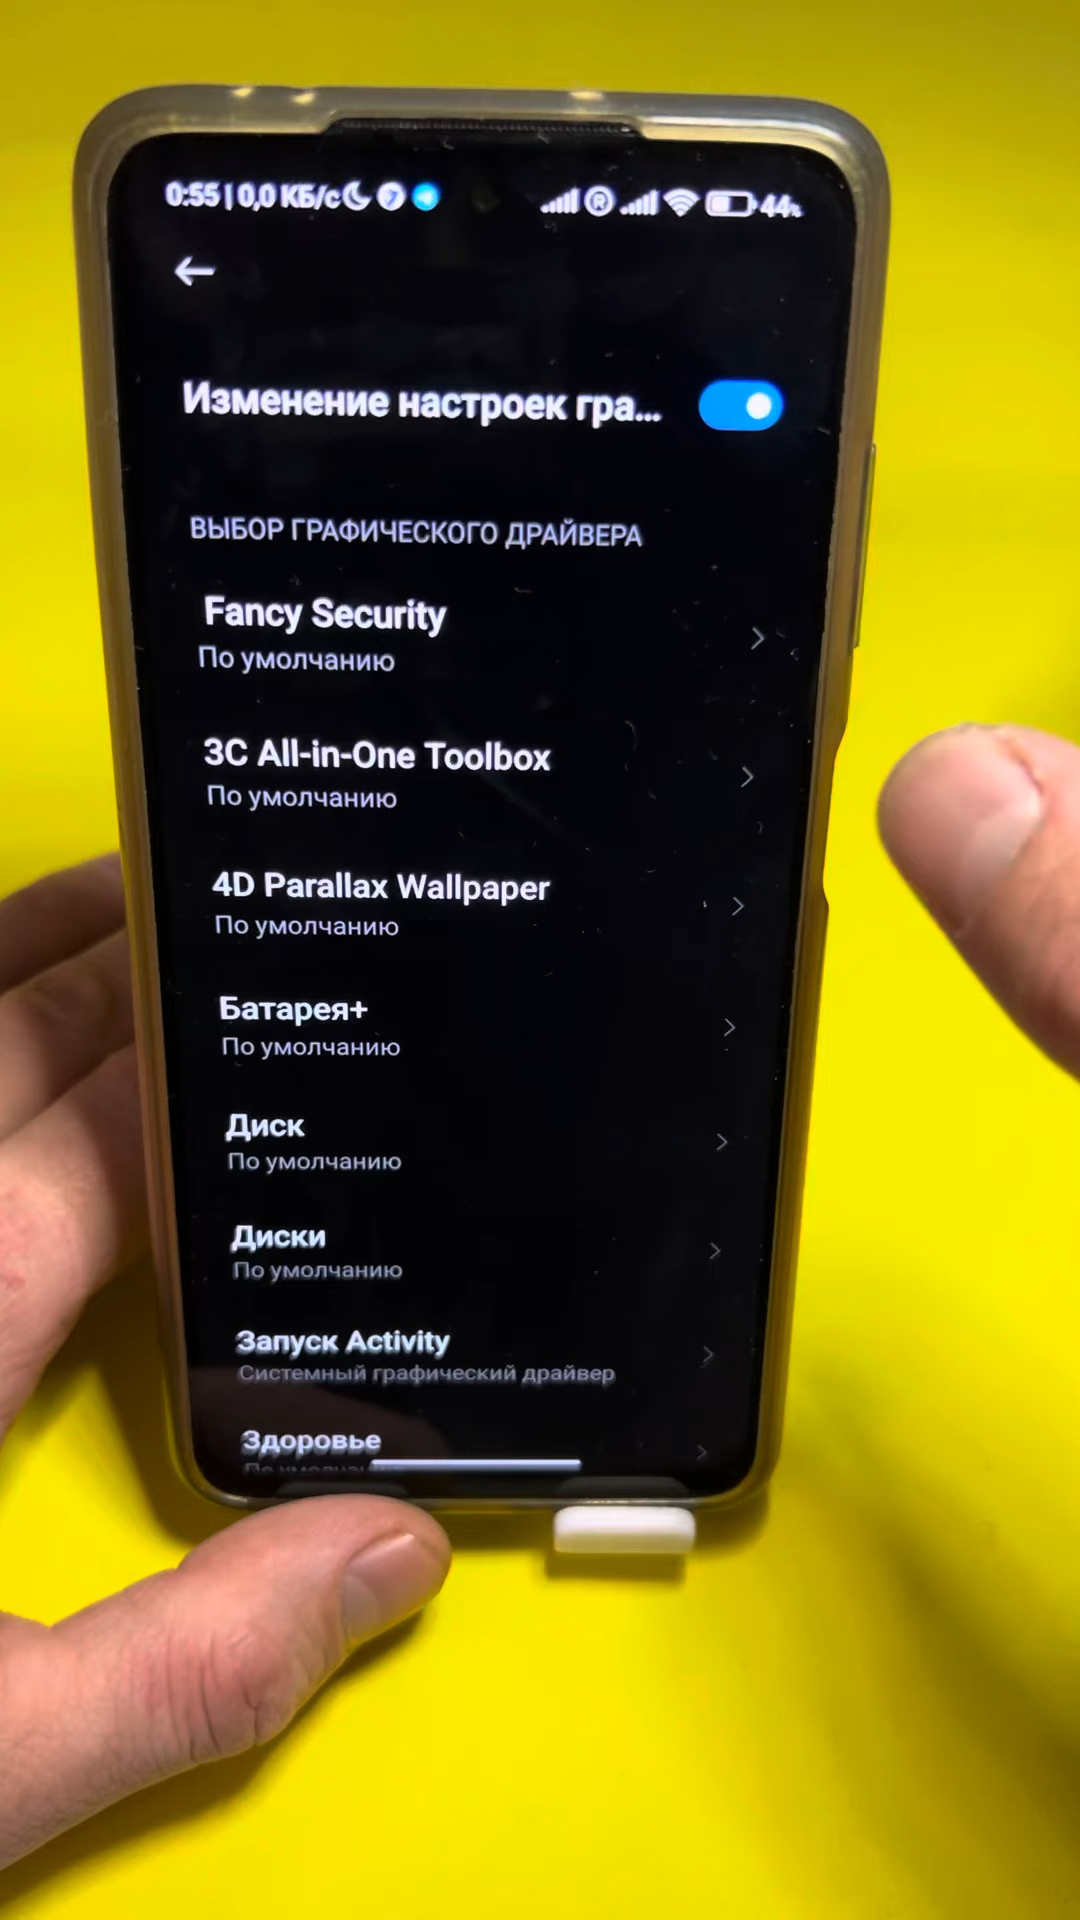 0:55 | 0,0 КБ/с
R
44%
Изменение настроек гра...
ВЫБОР ГРАФИЧЕСКОГО ДРАЙВЕРА
Fancy Security
По умолчанию
3C All-in-One Toolbox
По умолчанию
4D Parallax Wallpaper
По умолчанию
Батарея+
По умолчанию
Диск
По умолчанию
Диски
По умолчанию
Запуск Activity
Системный графический драйвер
Здоровье
По умолчанию